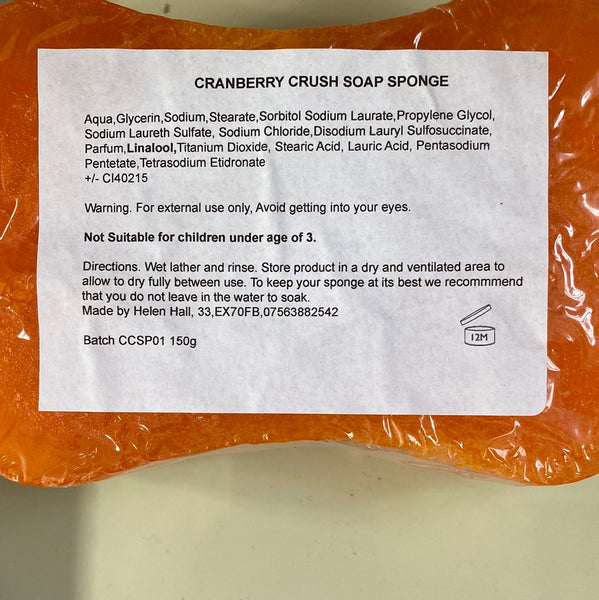 CRANBERRY CRUSH SOAP SPONGE
Aqua,Glycerin,Sodium,Stearate,Sorbitol Sodium Laurate,Propylene Glycol,
Sodium Laureth Sulfate, Sodium Chloride,Disodium Lauryl Sulfosuccinate,
Parfum,Linalool,Titanium Dioxide, Stearic Acid, Lauric Acid, Pentasodium
Pentetate,Tetrasodium Etidronate
+/- CI40215
Warning. For external use only, Avoid getting into your eyes.
Not Suitable for children under age of 3.
Directions. Wet lather and rinse. Store product in a dry and ventilated area to
allow to dry fully between use. To keep your sponge at its best we recommmend
that you do not leave in the water to soak.
Made by Helen Hall, 33,EX70FB,07563882542
12M
Batch CCSP01 150g